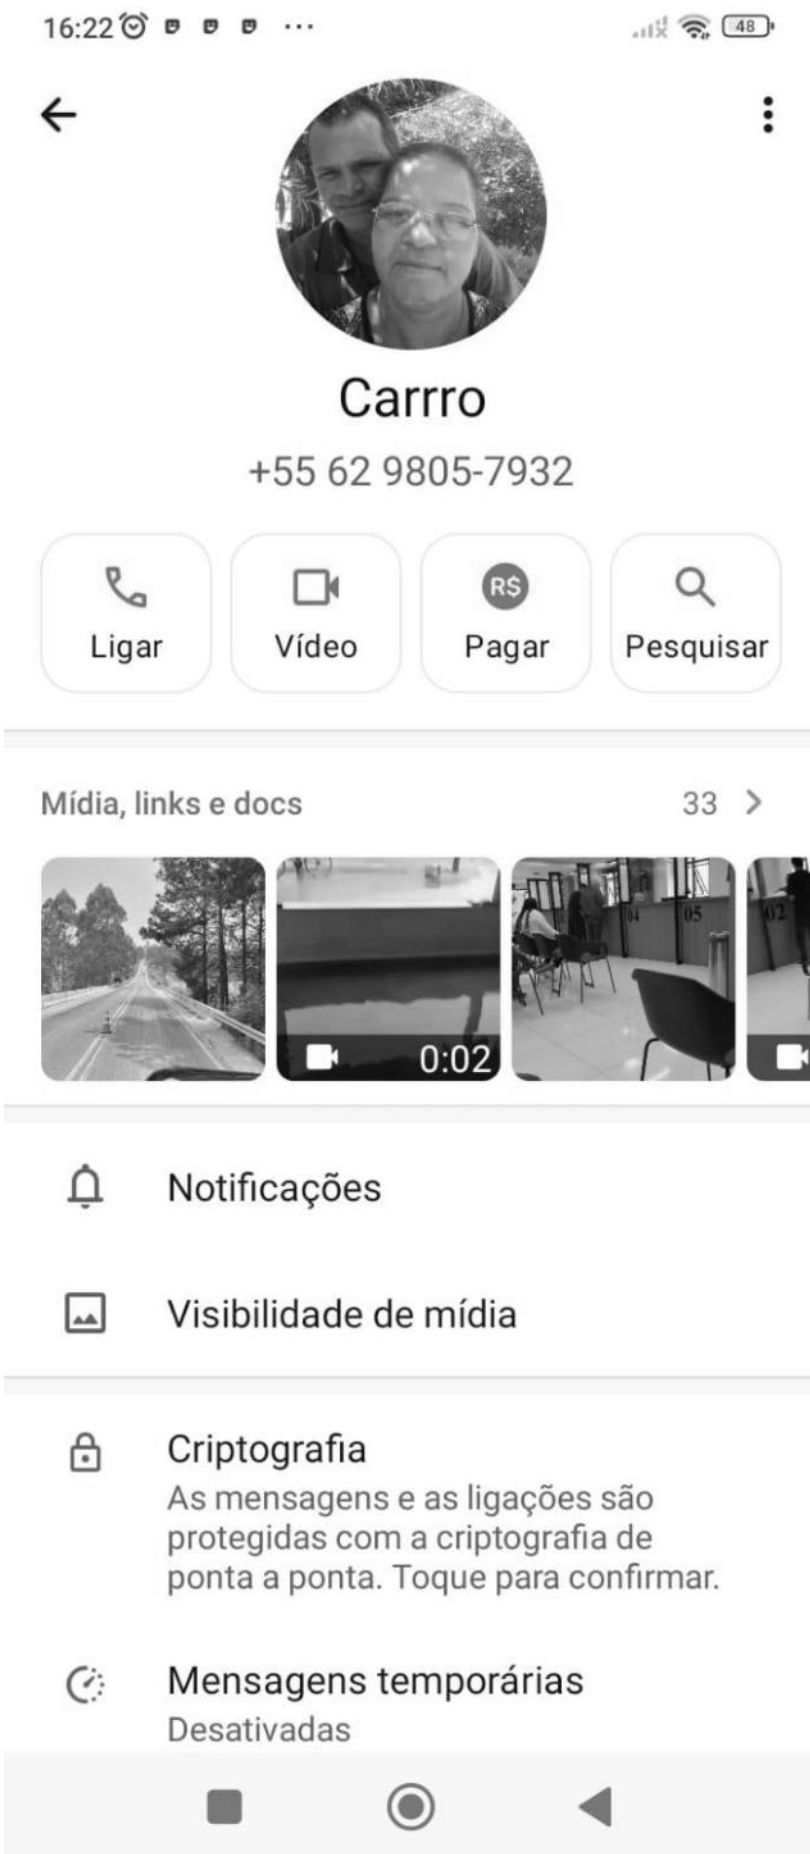 16:22
48
Carrro
+55 62 9805-7932
Ligar
Vídeo
R$
Pagar
Pesquisar
Mídia, links e docs
33
0:02
04
05
02
Notificações
Visibilidade de mídia
Criptografia
As mensagens e as ligações são
protegidas com a criptografia de
ponta a ponta. Toque para confirmar.
Mensagens temporárias
Desativadas